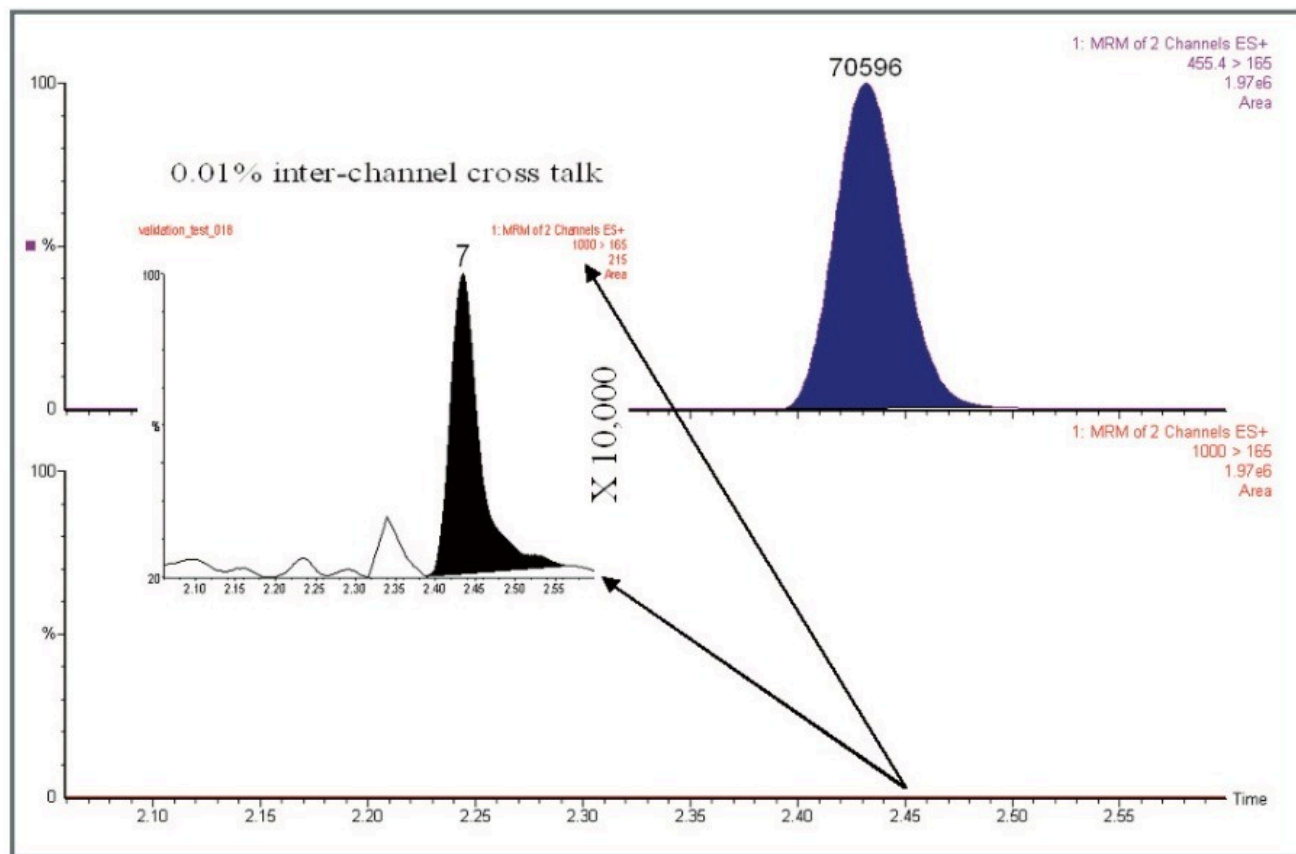 1: MRM of 2 Channels ES+
455.4 > 165
1.97e6
Area
70596
100
%
0
0.01% inter-channel cross talk
validation_test_018
1: MRM of 2 Channels ES+
1000 > 165
215
Area
7
100
%
20
2.10 2.15 2.20 2.25 2.30 2.35 2.40 2.45 2.50 2.55
X 10,000
1: MRM of 2 Channels ES+
1000 > 165
1.97e6
Area
100
%
0
2.10 2.15 2.20 2.25 2.30 2.35 2.40 2.45 2.50 2.55 Time